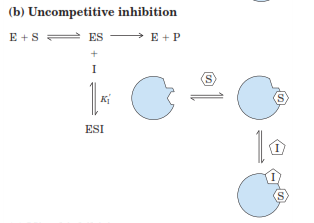 (b) Uncompetitive inhibition
E + S ⇌ ES ⟶ E + P
+
I
K′I
ESI
S
S
I
I
S